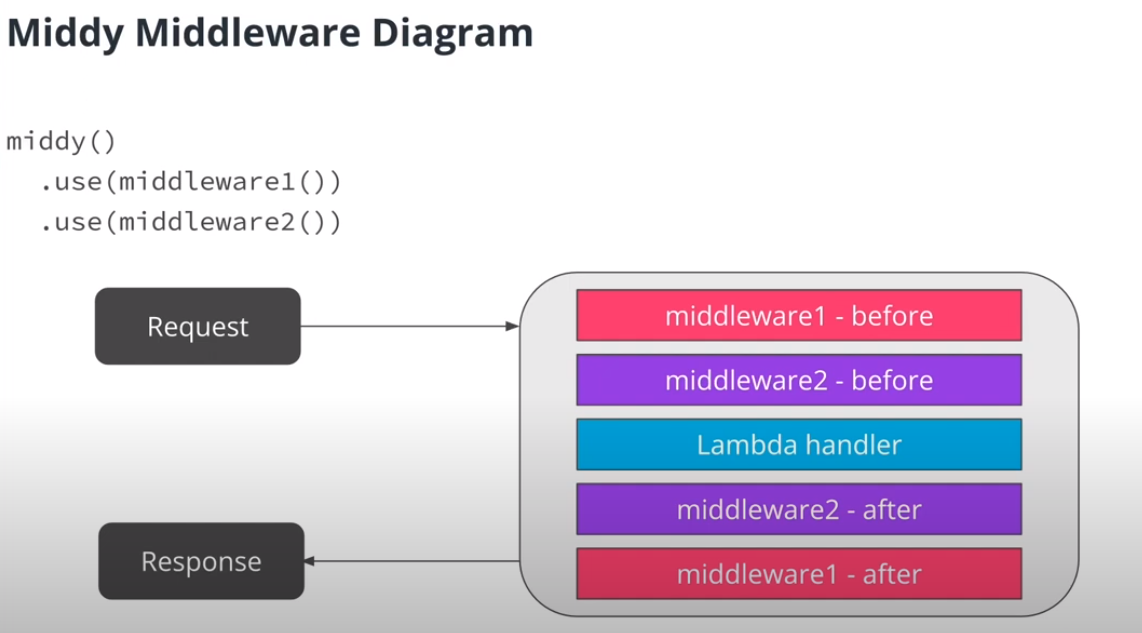 Middy Middleware Diagram
middy()
.use(middleware1())
.use(middleware2())
Request
middleware1 - before
middleware2 - before
Lambda handler
middleware2 - after
Response
middleware1 - after